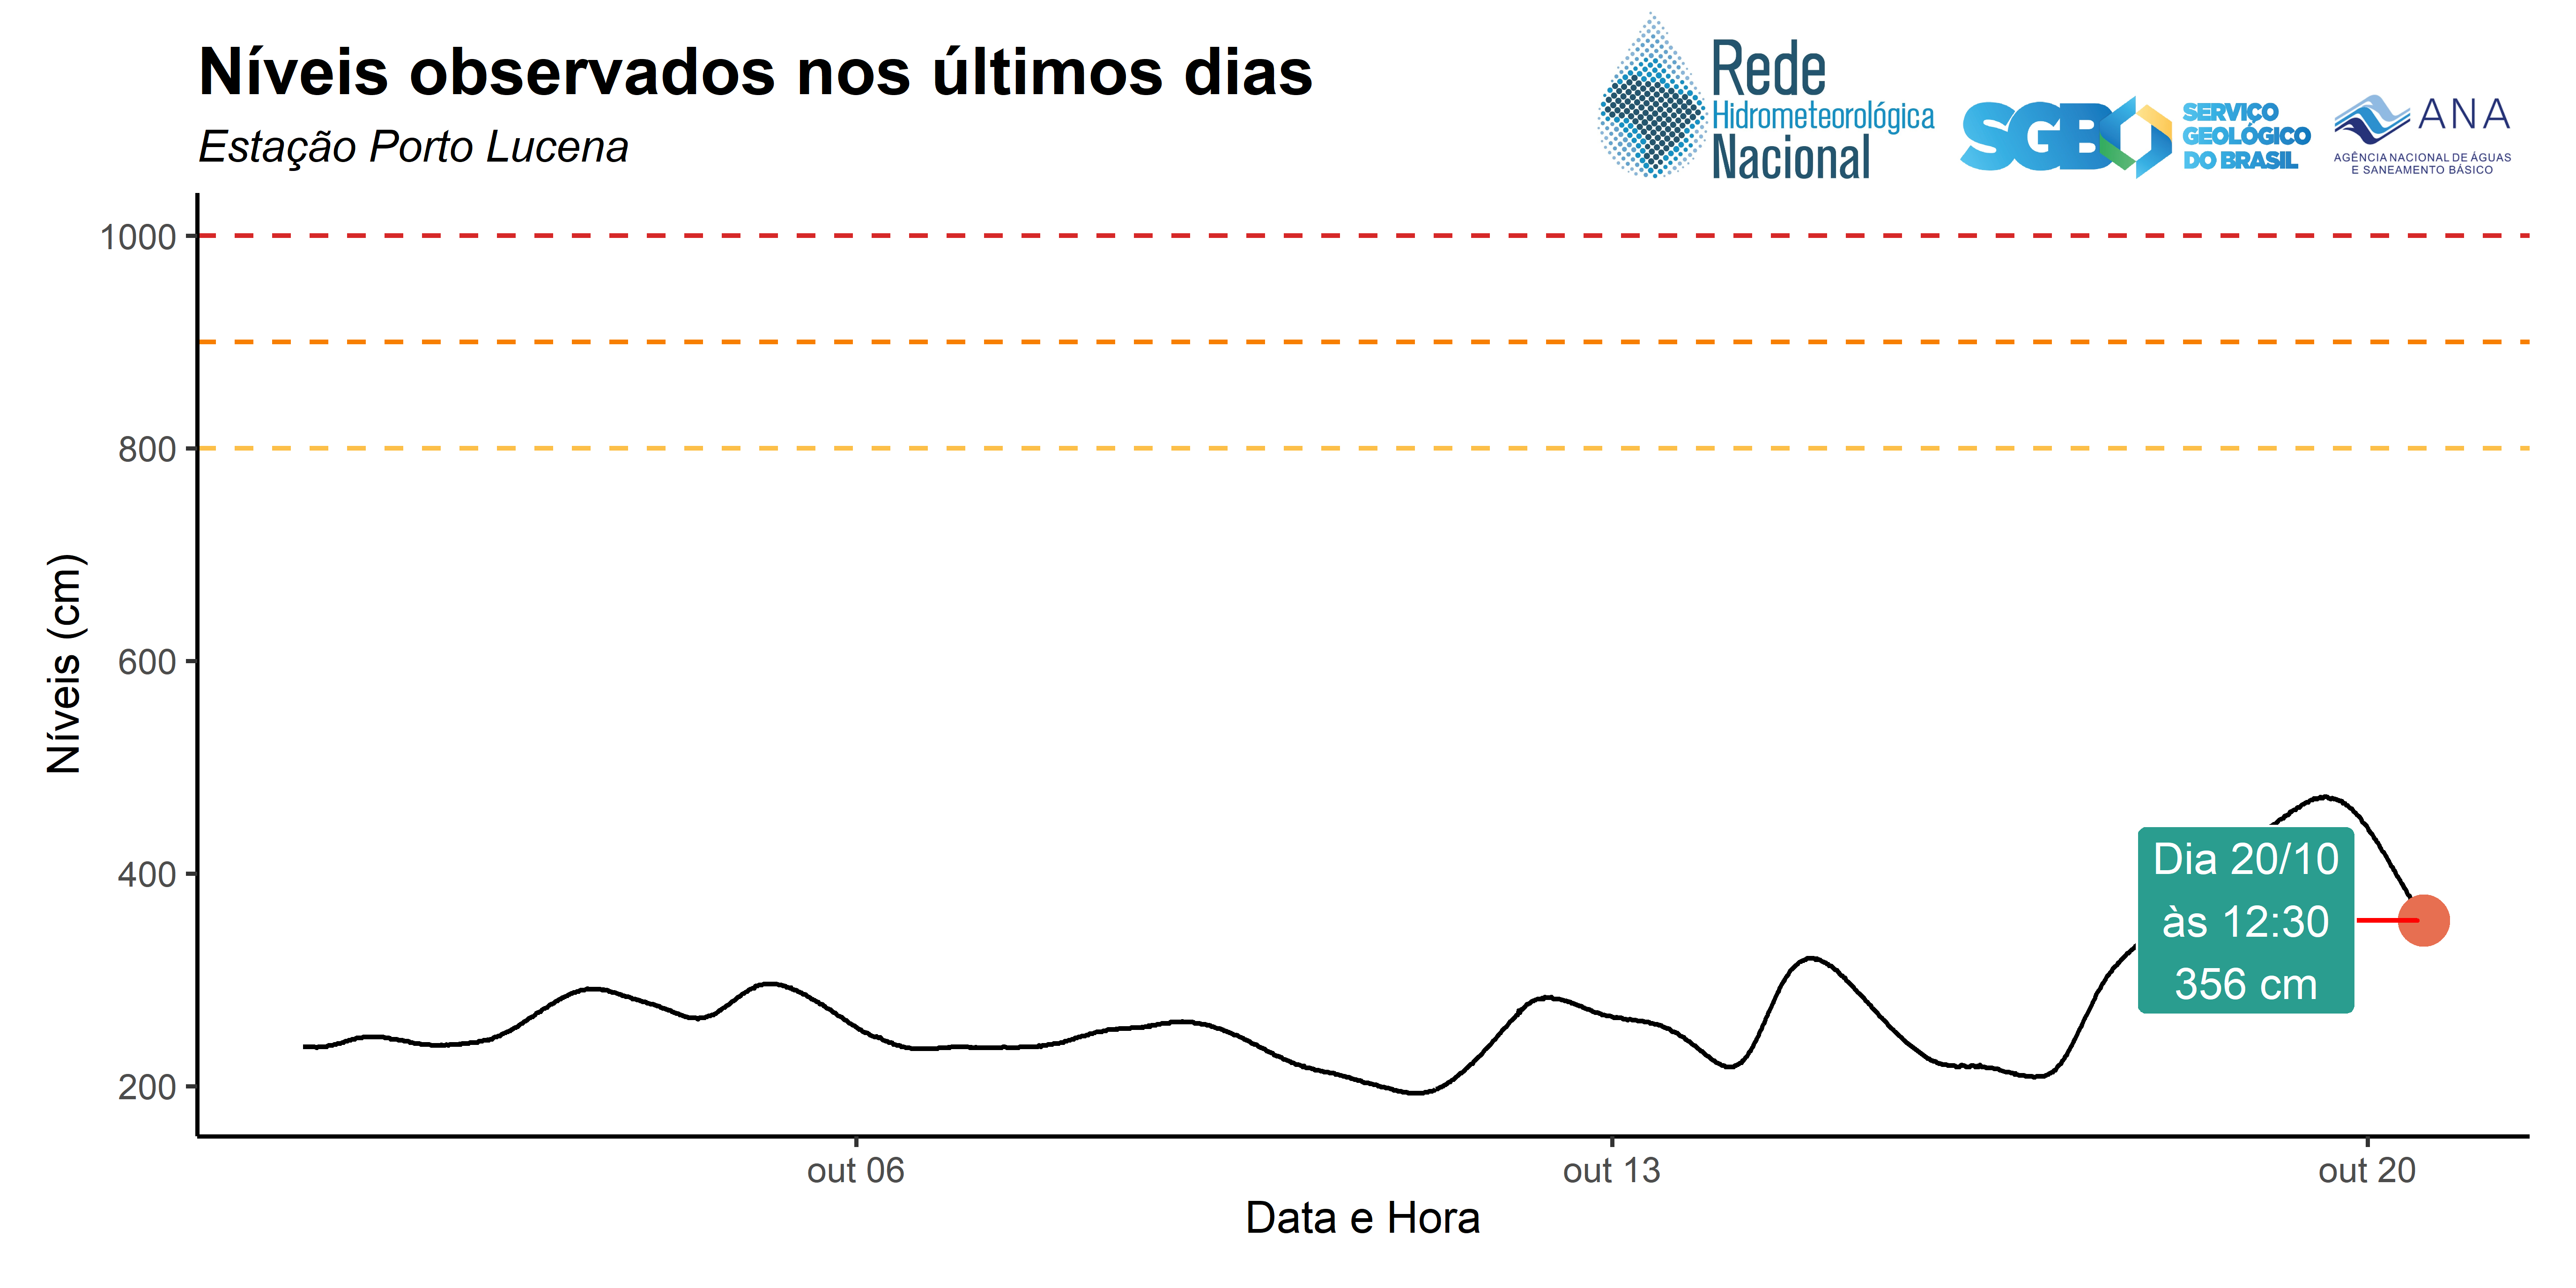 Níveis observados nos últimos dias
Estação Porto Lucena
Rede
Hidrometeorológica
Nacional
SGB
SERVIÇO
GEOLÓGICO
DO BRASIL
ANA
AGÊNCIA NACIONAL DE ÁGUAS
E SANEAMENTO BÁSICO
Níveis (cm)
1000
800
600
400
200
Dia 20/10
às 12:30
356 cm
out 06
out 13
out 20
Data e Hora